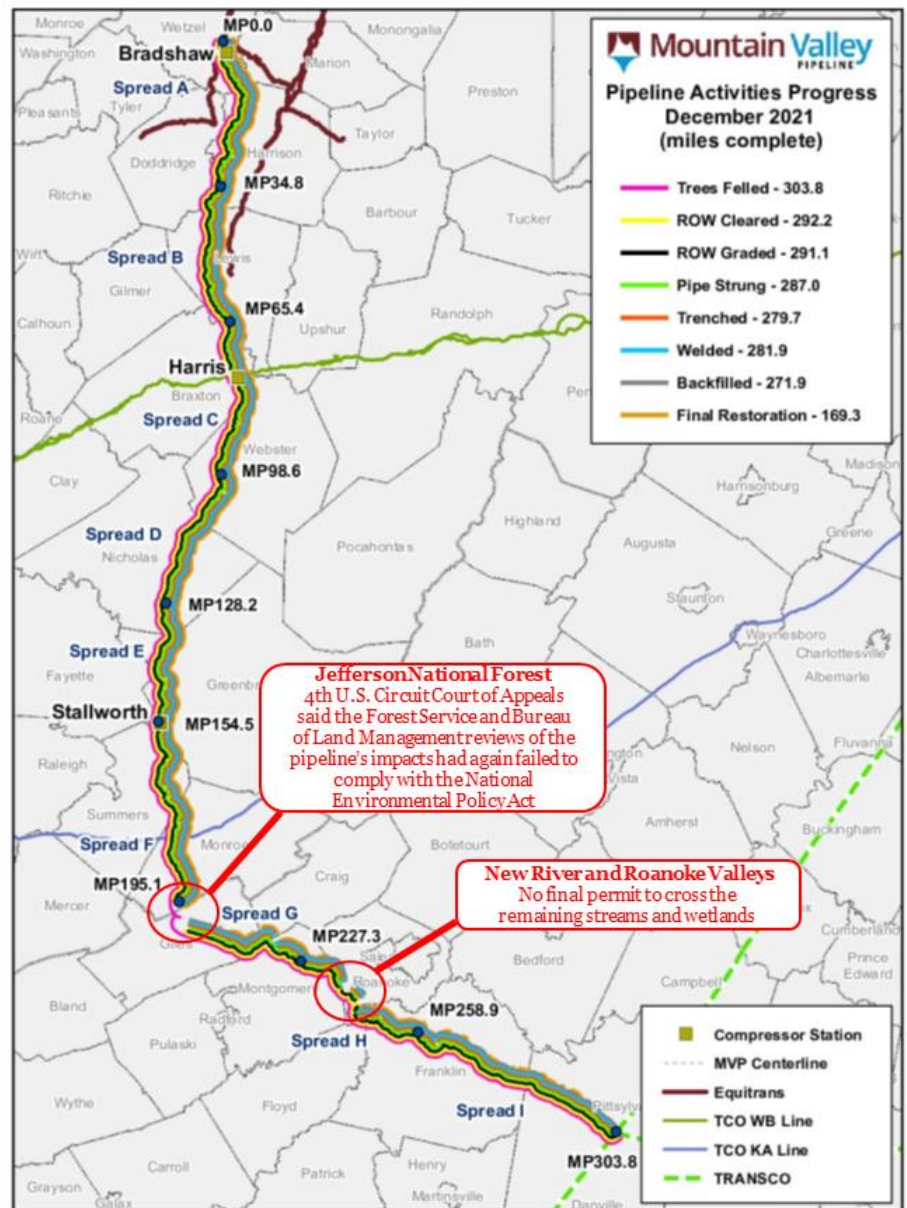 Monroe
Wetzel
MP0.0
Monongalia
Washington
Bradshaw
Marion
Spread A
Preston
Pleasants
Tyler
Taylor
Doddridge
Harrison
Ritchie
MP34.8
Barbour
Tucker
Wirt
Spread B
Lewis
Gilmer
Randolph
Calhoun
MP65.4
Upshur
Harris
Braxton
Roane
Spread C
Webster
Clay
MP98.6
Spread D
Nicholas
Pocahontas
Highland
Augusta
Madison
Harrisonburg
Greene
MP128.2
Staunton
Spread E
Bath
Waynesboro
Charlottesville
Albemarle
Fayette
Greenbr
Stallworth
MP154.5
Raleigh
Nelson
Fluvanna
Vista
Summers
Amherst
Buckingham
Spread F
Monroe
Botetourt
MP195.1
Craig
Mercer
Spread G
Giles
MP227.3
Salem
Roanoke
Bedford
Cumberland
Prince
Edward
Montgomery
Campbell
Bland
Radford
MP258.9
Pulaski
Spread H
Franklin
Wythe
Floyd
Spread I
Pittsylva
MP303.8
Carroll
Patrick
Henry
Grayson
Galax
Martinsville
Danville
Mountain Valley
PIPELINE
Pipeline Activities Progress
December 2021
(miles complete)
Trees Felled - 303.8
ROW Cleared - 292.2
ROW Graded - 291.1
Pipe Strung - 287.0
Trenched - 279.7
Welded - 281.9
Backfilled - 271.9
Final Restoration - 169.3
Jefferson National Forest
4th U.S. Circuit Court of Appeals
said the Forest Service and Bureau
of Land Management reviews of the
pipeline's impacts had again failed to
comply with the National
Environmental Policy Act
New River and Roanoke Valleys
No final permit to cross the
remaining streams and wetlands
Compressor Station
MVP Centerline
Equitrans
TCO WB Line
TCO KA Line
TRANSCO